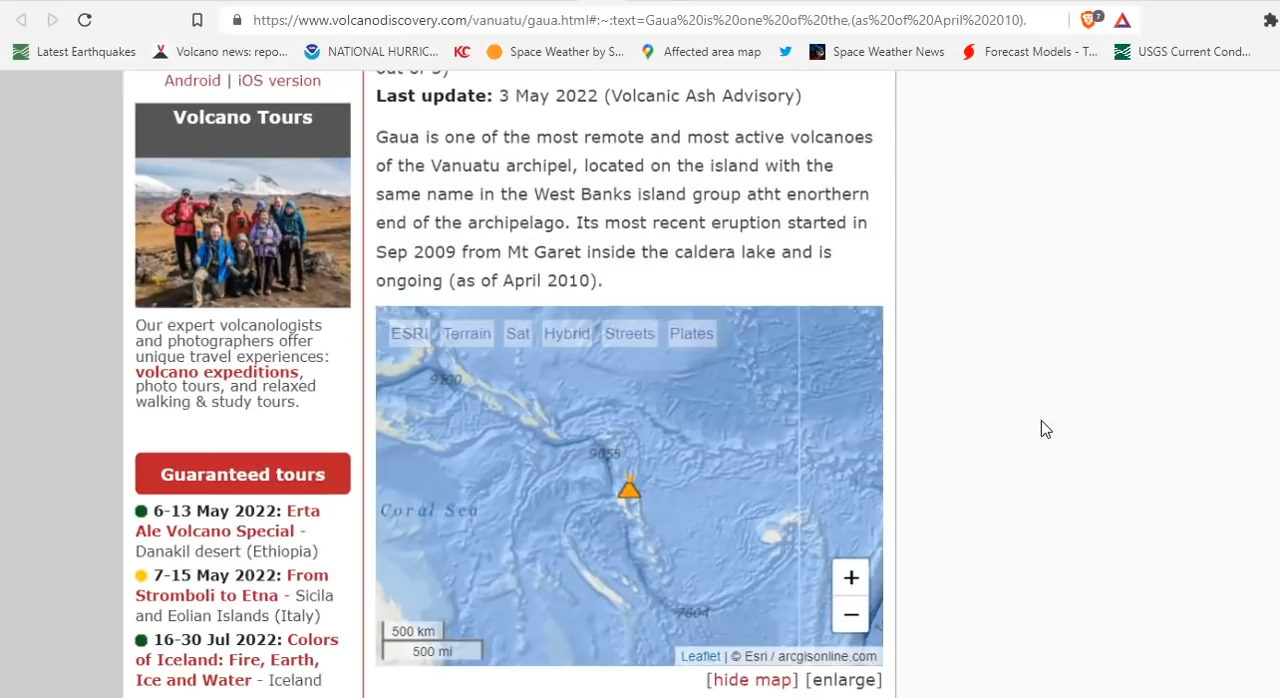 https://www.volcanodiscovery.com/vanuatu/gaua.html#:~:text=Gaua%20is%20one%20of%20the,(as%20of%20April%202010).
7
Latest Earthquakes
Volcano news: repo...
NATIONAL HURRIC...
KC
Space Weather by S...
Affected area map
Space Weather News
Forecast Models - T...
USGS Current Cond...
Android | iOS version
Volcano Tours
Our expert volcanologists
and photographers offer
unique travel experiences:
volcano expeditions,
photo tours, and relaxed
walking & study tours.
Guaranteed tours
6-13 May 2022: Erta
Ale Volcano Special -
Danakil desert (Ethiopia)
7-15 May 2022: From
Stromboli to Etna - Sicila
and Eolian Islands (Italy)
16-30 Jul 2022: Colors
of Iceland: Fire, Earth,
Ice and Water - Iceland
out of 5)
Last update: 3 May 2022 (Volcanic Ash Advisory)
Gaua is one of the most remote and most active volcanoes
of the Vanuatu archipel, located on the island with the
same name in the West Banks island group atht enorthern
end of the archipelago. Its most recent eruption started in
Sep 2009 from Mt Garet inside the caldera lake and is
ongoing (as of April 2010).
ESRI Terrain Sat Hybrid Streets Plates
9055
Coral Sea
7604
+
−
500 km
500 mi
Leaflet | © Esri / arcgisonline.com
[hide map] [enlarge]